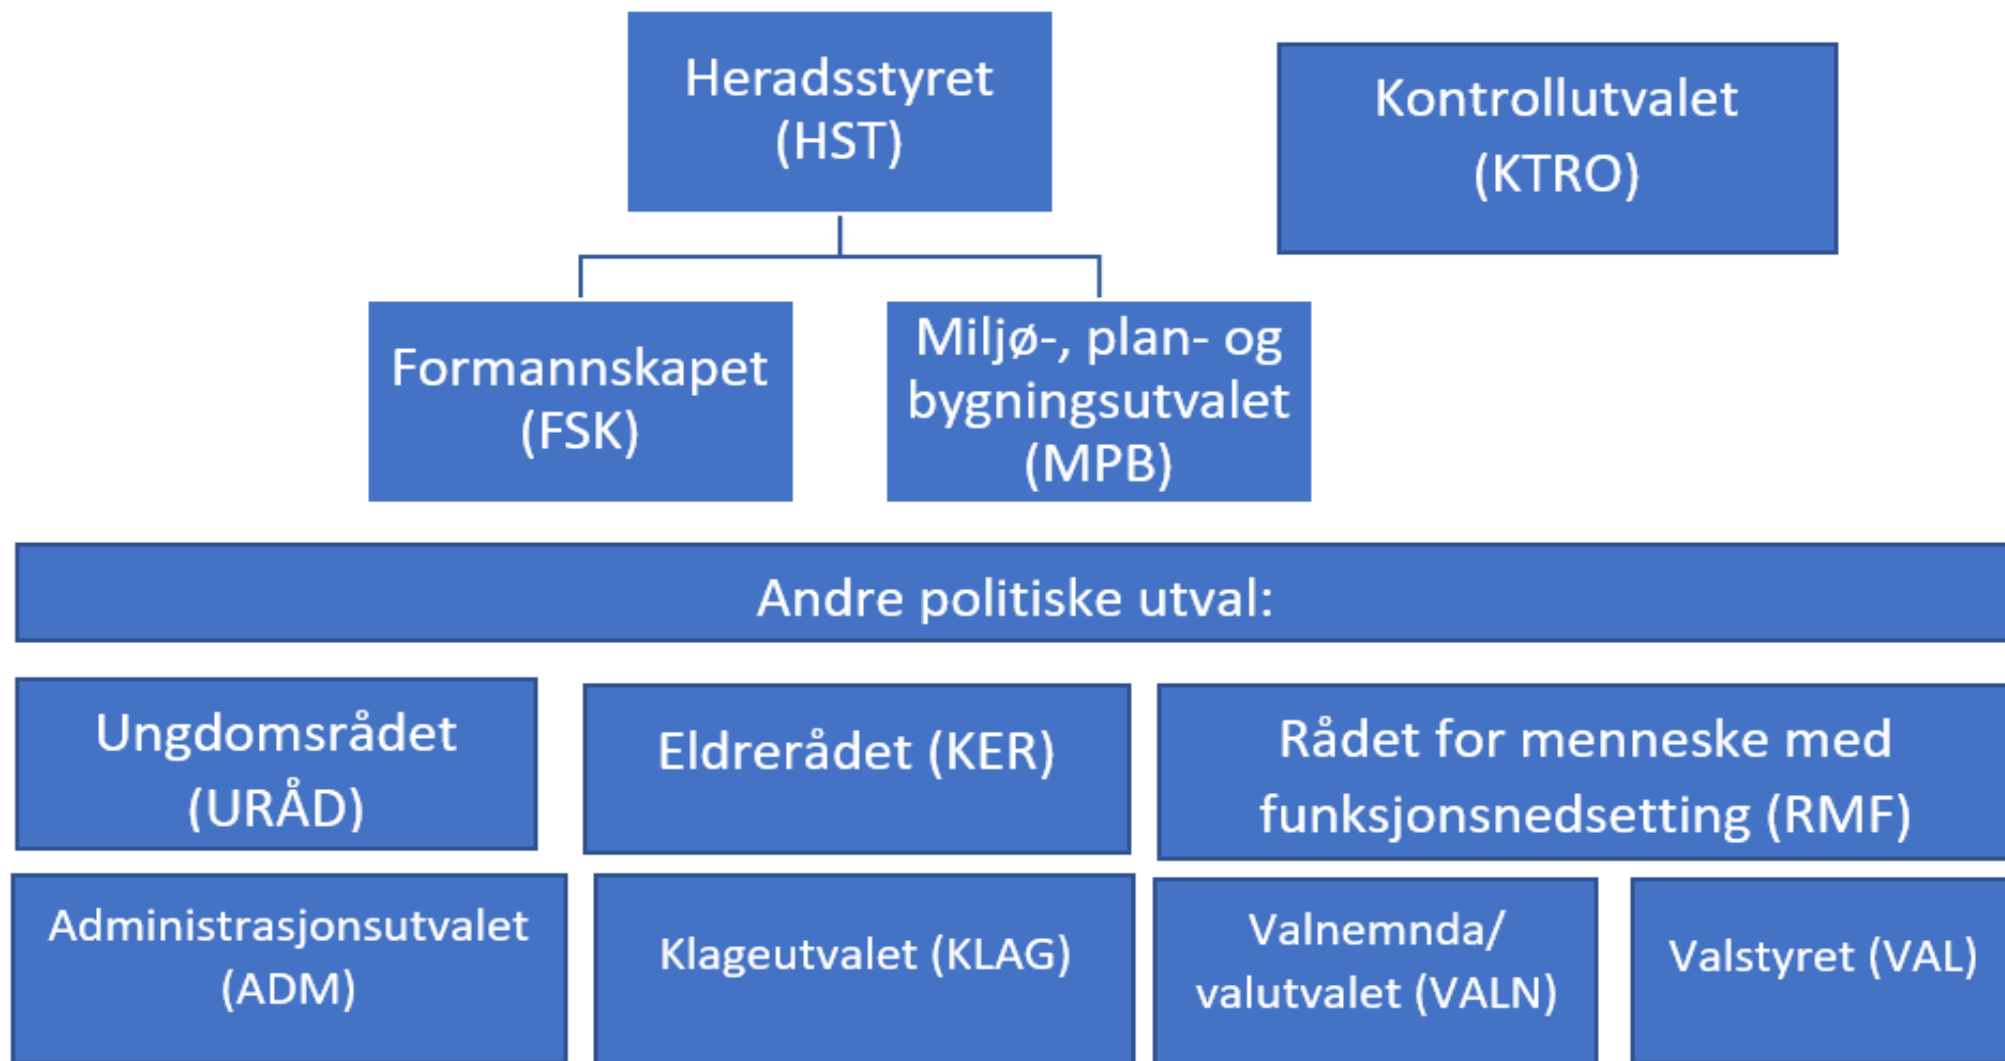 Heradsstyret
(HST)
Kontrollutvalet
(KTRO)
Formannskapet
(FSK)
Miljø-, plan- og
bygningsutvalet
(MPB)
Andre politiske utval:
Ungdomsrådet
(URÅD)
Eldrerådet (KER)
Rådet for menneske med
funksjonsnedsetting (RMF)
Administrasjonsutvalet
(ADM)
Klageutvalet (KLAG)
Valnemnda/
valutvalet (VALN)
Valstyret (VAL)